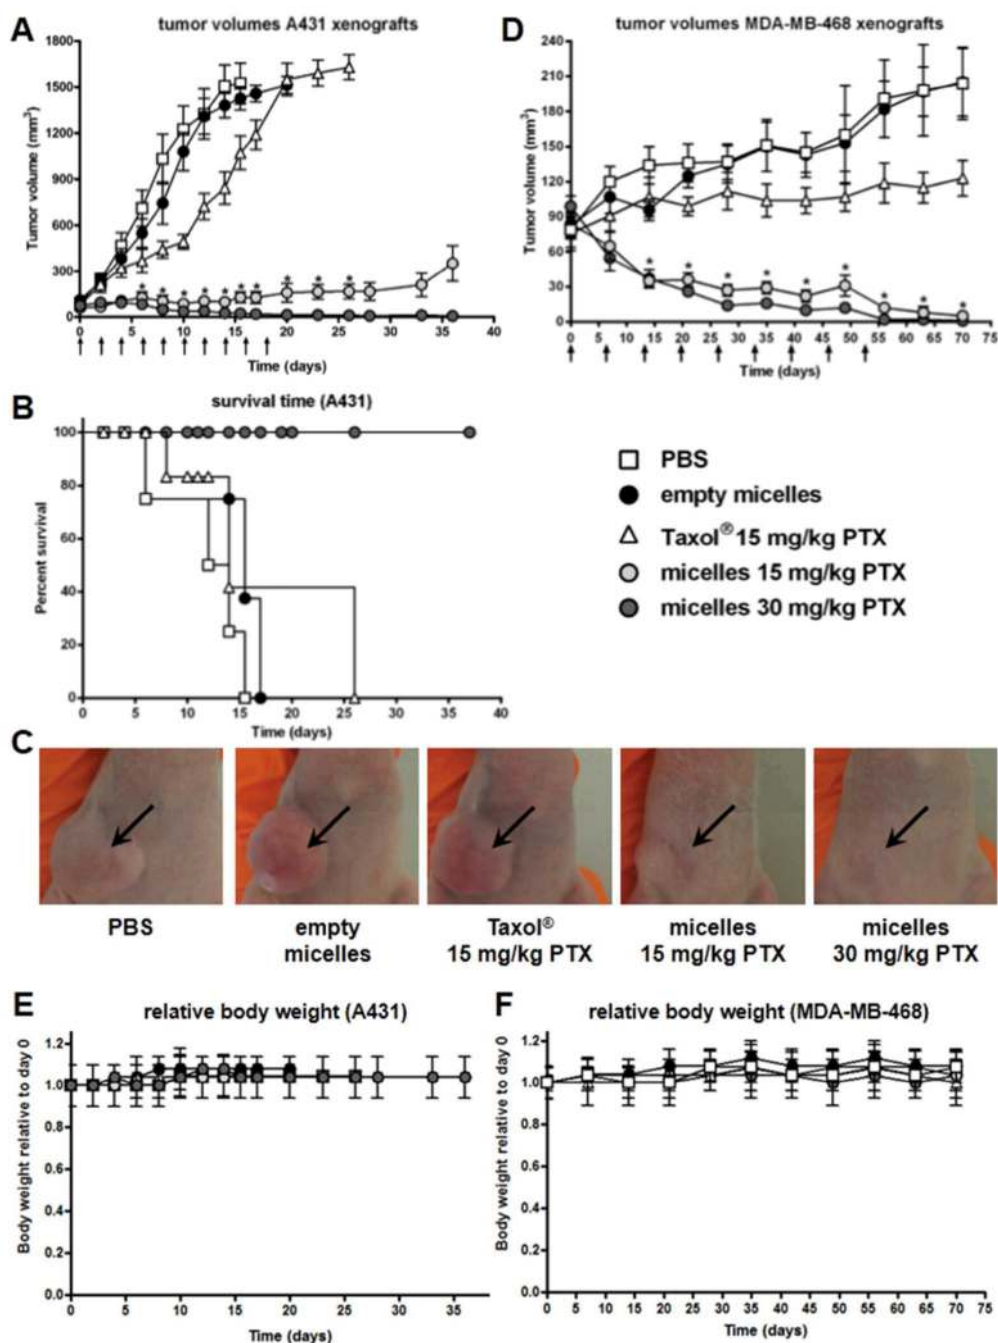 A
tumor volumes A431 xenografts
Tumor volume (mm³)
1800
1500
1200
900
600
300
0
* * * * * * * * *
0 10 20 30 40
Time (days)
D
tumor volumes MDA-MB-468 xenografts
Tumor volume (mm³)
240
210
180
150
120
90
60
30
0
* * * * * * * * *
0 5 10 15 20 25 30 35 40 45 50 55 60 65 70 75
Time (days)
B
survival time (A431)
Percent survival
100
80
60
40
20
0
0 5 10 15 20 25 30 35 40
Time (days)
PBS
empty micelles
Taxol® 15 mg/kg PTX
micelles 15 mg/kg PTX
micelles 30 mg/kg PTX
C
PBS
empty
micelles
Taxol®
15 mg/kg PTX
micelles
15 mg/kg PTX
micelles
30 mg/kg PTX
E
relative body weight (A431)
Body weight relative to day 0
1.2
1.0
0.8
0.6
0.4
0.2
0.0
0 5 10 15 20 25 30 35
Time (days)
F
relative body weight (MDA-MB-468)
Body weight relative to day 0
1.2
1.0
0.8
0.6
0.4
0.2
0.0
0 5 10 15 20 25 30 35 40 45 50 55 60 65 70 75
Time (days)